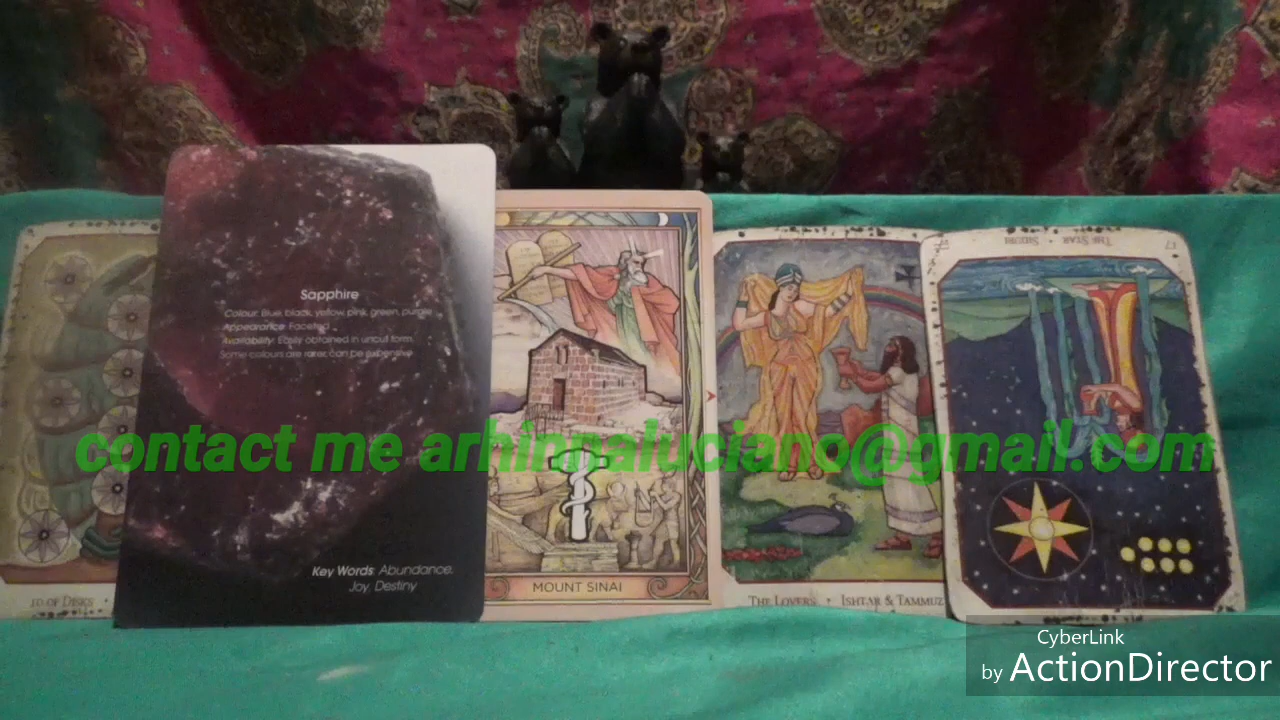 Sapphire
Colour: Blue, black, yellow, pink, green, purple
Appearance: Faceted
Availability: Easily obtained in uncut form.
Some colours are rarer, can be expensive
Key Words: Abundance,
Joy, Destiny
MOUNT SINAI
OF DISKS
THE LOVERS • ISHTAR & TAMMUZ
THE STAR • SIDURI
17
contact me arhinnaluciano@gmail.com
CyberLink
by ActionDirector